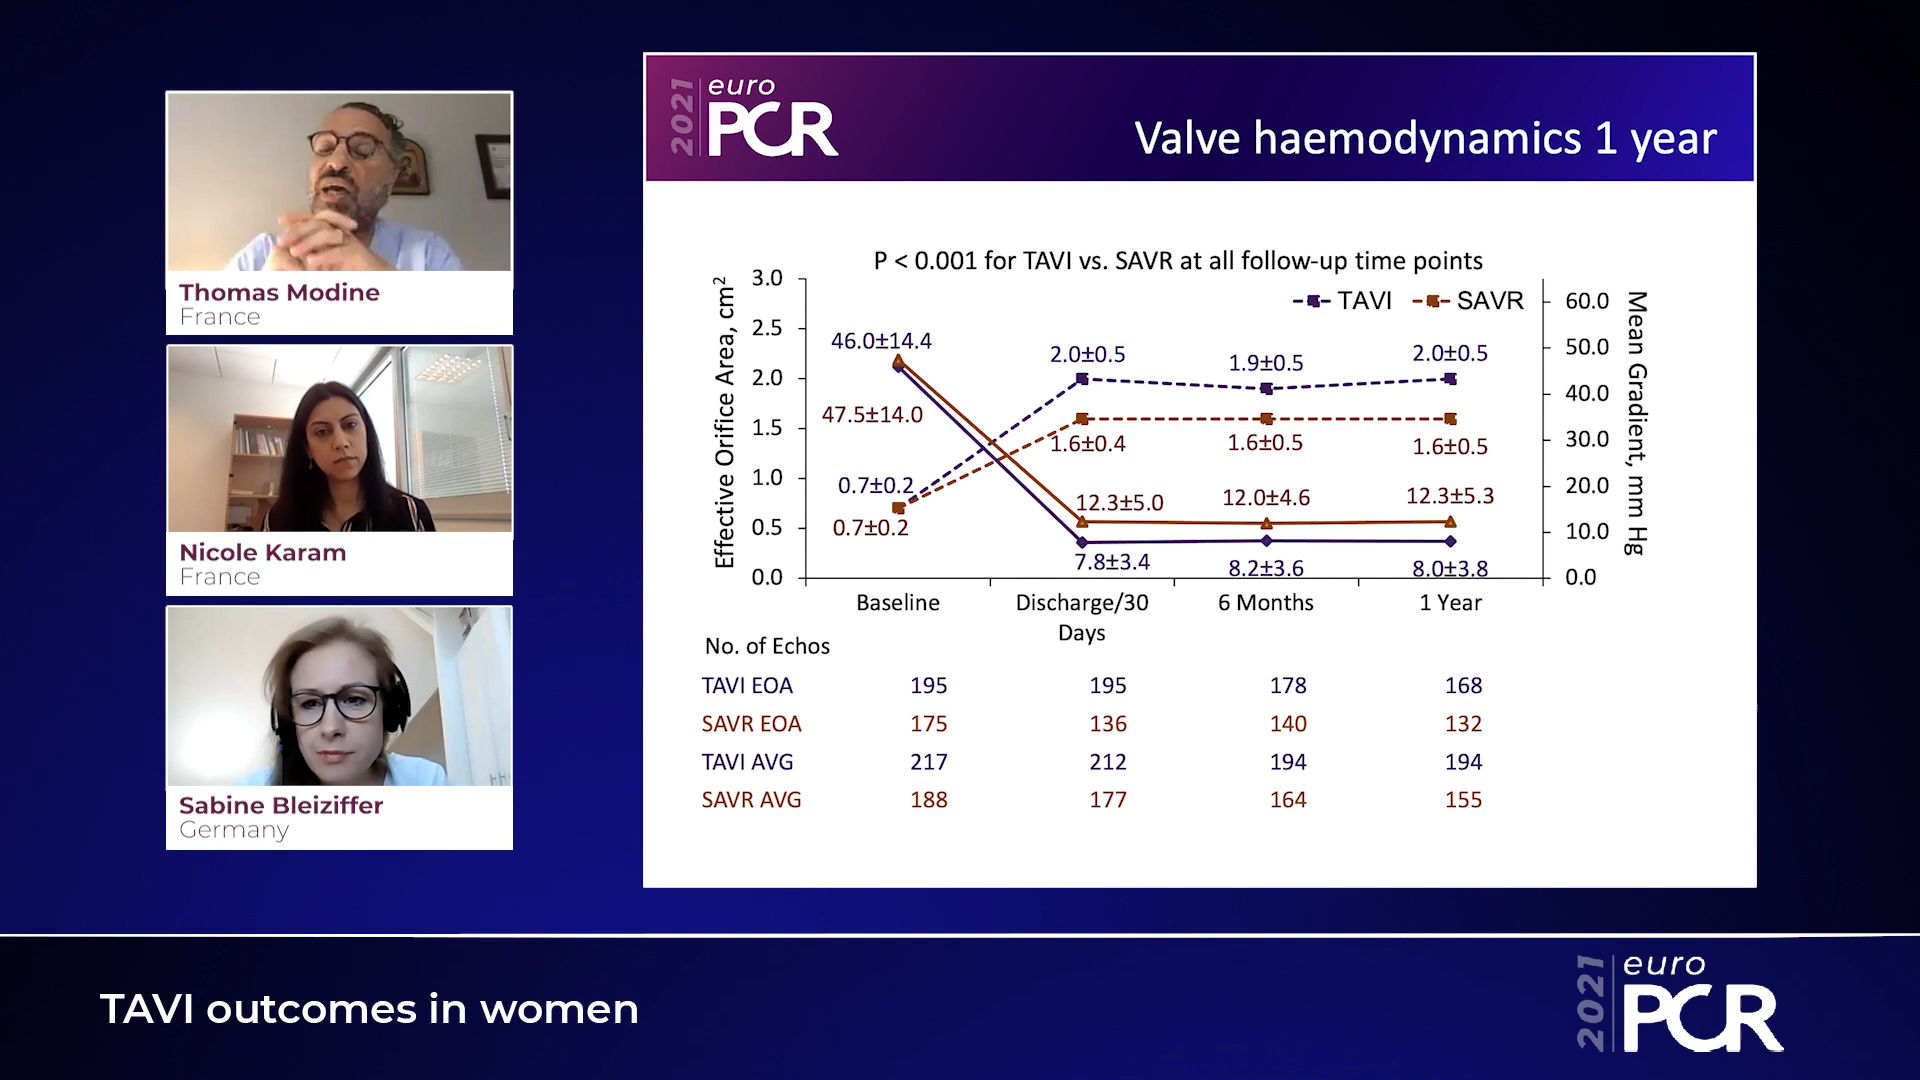 Thomas Modine
France
Nicole Karam
France
Sabine Bleiziffer
Germany
2021
euro
PCR
Valve haemodynamics 1 year
P < 0.001 for TAVI vs. SAVR at all follow-up time points
TAVI SAVR
Effective Orifice Area, cm²
3.0
2.5
2.0
1.5
1.0
0.5
0.0
Mean Gradient, mm Hg
60.0
50.0
40.0
30.0
20.0
10.0
0.0
46.0±14.4
47.5±14.0
0.7±0.2
0.7±0.2
2.0±0.5 1.9±0.5 2.0±0.5
1.6±0.4 1.6±0.5 1.6±0.5
12.3±5.0 12.0±4.6 12.3±5.3
7.8±3.4 8.2±3.6 8.0±3.8
Baseline Discharge/30 6 Months 1 Year
Days
No. of Echos
TAVI EOA 195 195 178 168
SAVR EOA 175 136 140 132
TAVI AVG 217 212 194 194
SAVR AVG 188 177 164 155
TAVI outcomes in women
2021
euro
PCR